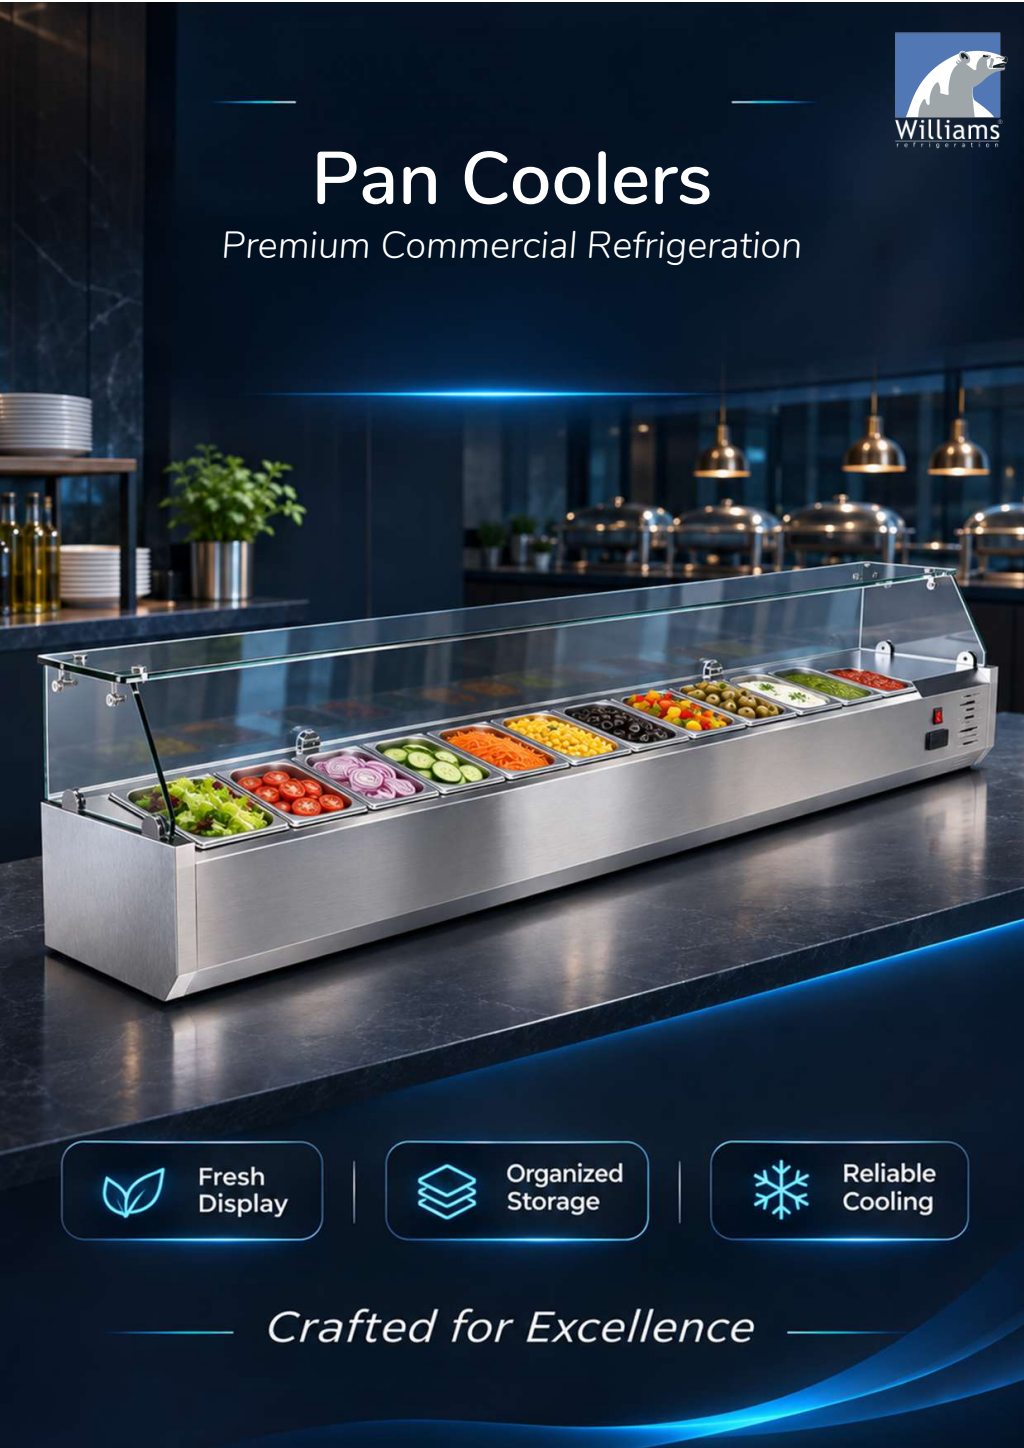 Williams®
refrigeration
Pan Coolers
Premium Commercial Refrigeration
Fresh
Display
Organized
Storage
Reliable
Cooling
Crafted for Excellence